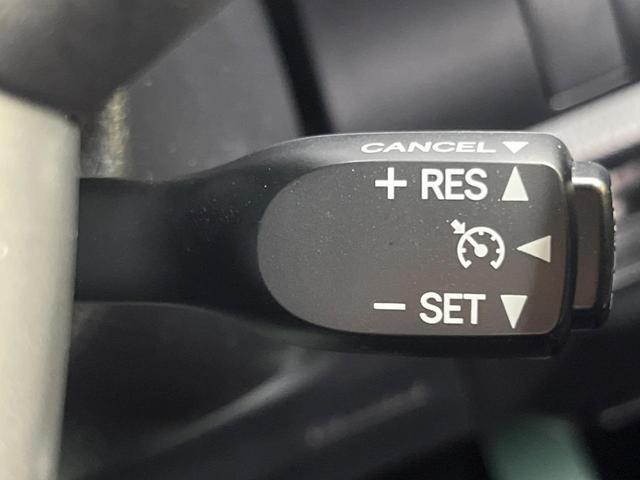 CANCEL ▼
+ RES ▲
◀
− SET ▼